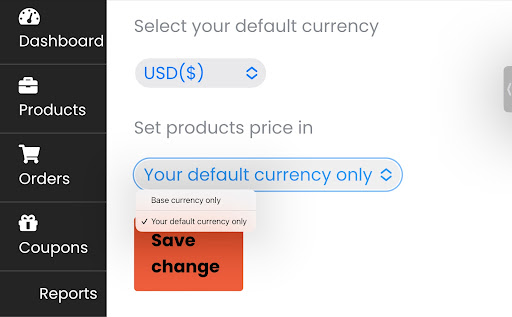 Dashboard
Products
Orders
Coupons
Reports
Select your default currency
USD($)
Set products price in
Your default currency only
Base currency only
✓ Your default currency only
Save
change